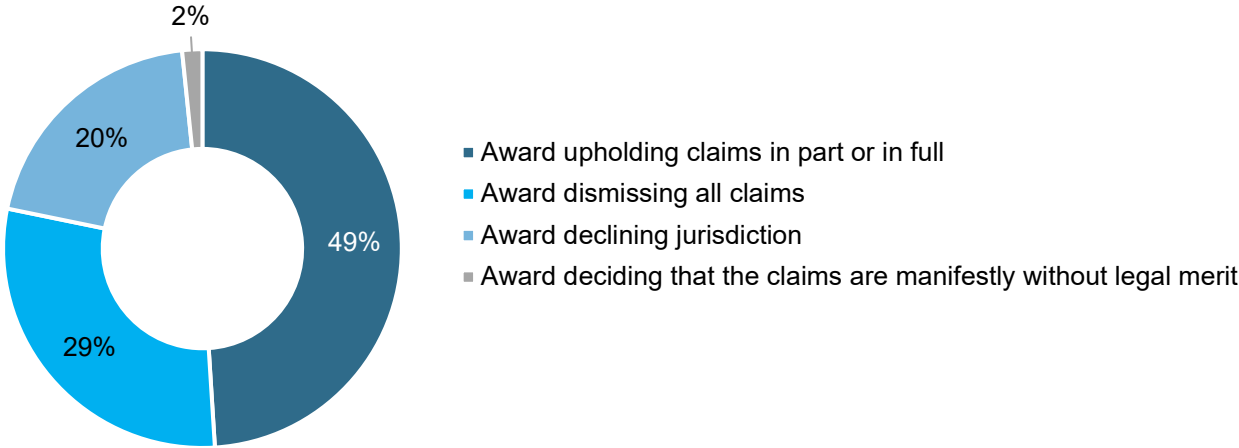 2%
20%
49%
29%
Award upholding claims in part or in full
Award dismissing all claims
Award declining jurisdiction
Award deciding that the claims are manifestly without legal merit